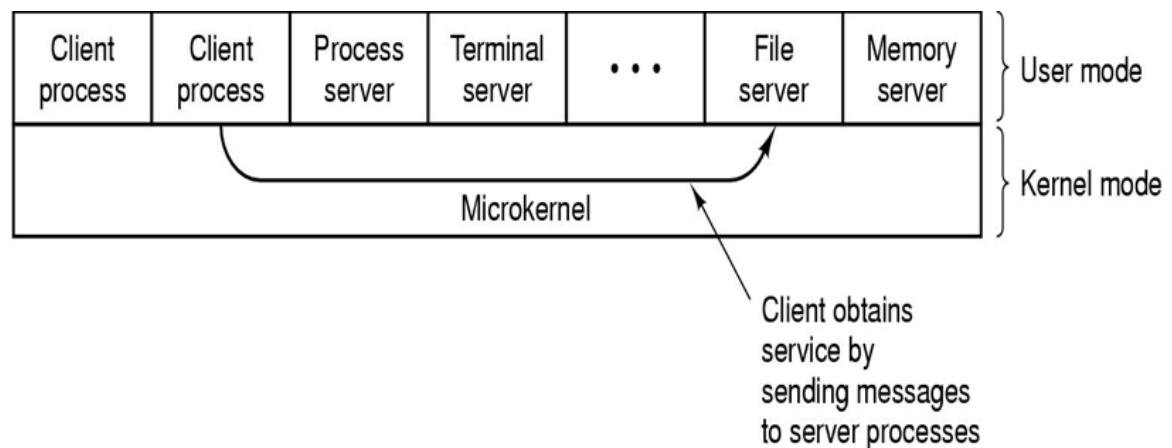 Client process
Client process
Process server
Terminal server
• • •
File server
Memory server
User mode
Microkernel
Kernel mode
Client obtains
service by
sending messages
to server processes